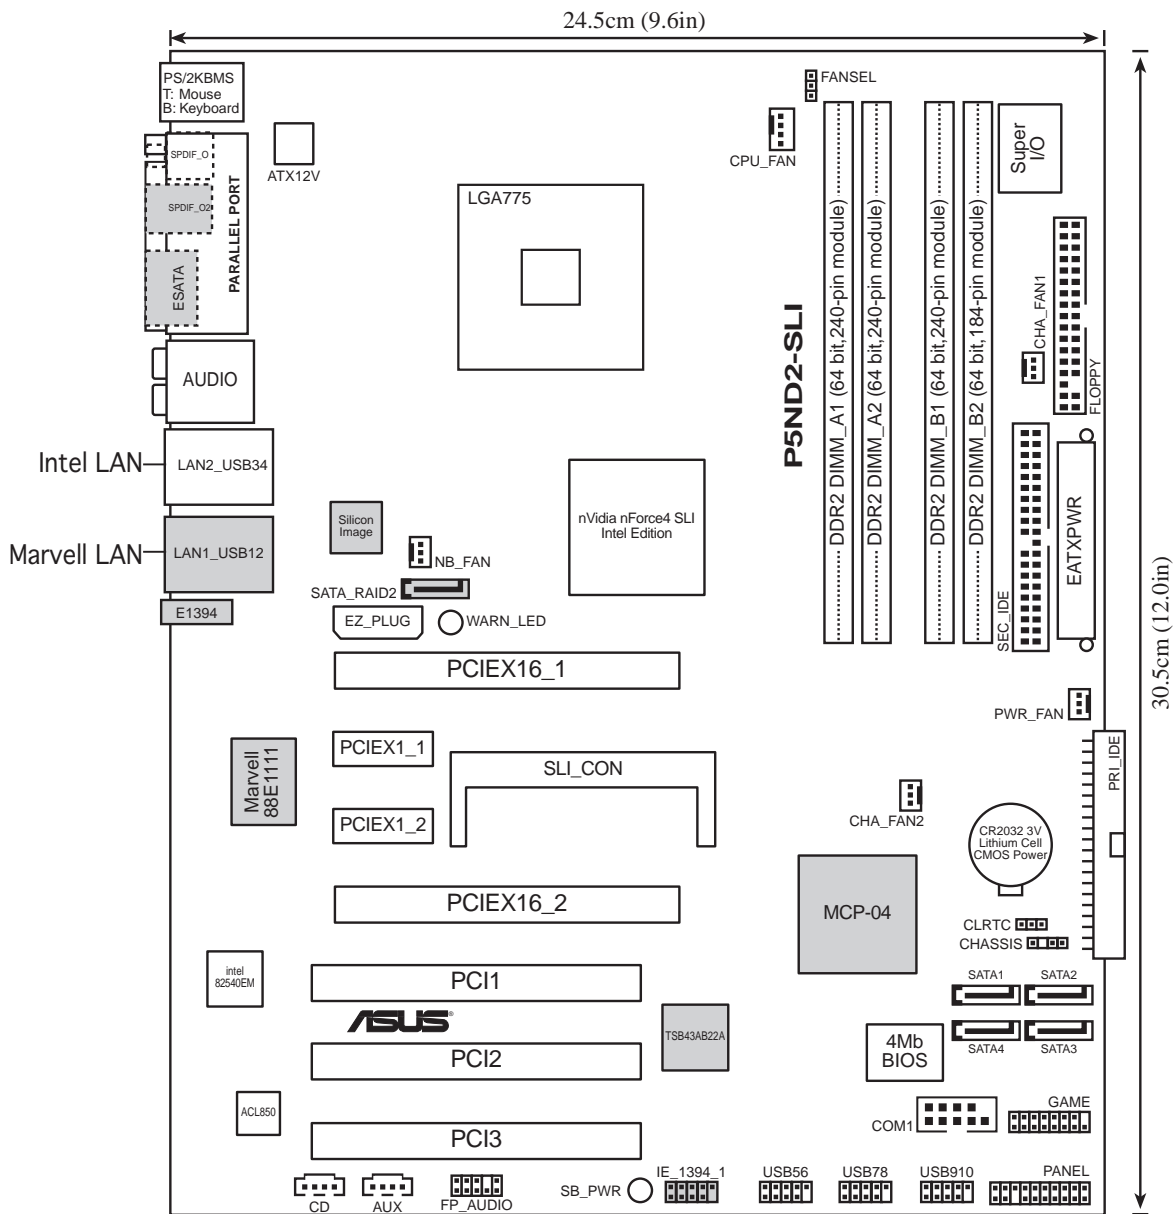 24.5cm (9.6in)
PS/2KBMS
T: Mouse
B: Keyboard
FANSEL
CPU_FAN
Super
I/O
SPDIF_O
ATX12V
SPDIF_O2
PARALLEL PORT
ESATA
LGA775
P5ND2-SLI
DDR2 DIMM_A1 (64 bit,240-pin module)
DDR2 DIMM_A2 (64 bit,240-pin module)
DDR2 DIMM_B1 (64 bit,240-pin module)
DDR2 DIMM_B2 (64 bit,184-pin module)
CHA_FAN1
FLOPPY
AUDIO
Intel LAN
LAN2_USB34
Marvell LAN
LAN1_USB12
Silicon
Image
NB_FAN
nVidia nForce4 SLI
Intel Edition
EATXPWR
SEC_IDE
30.5cm (12.0in)
SATA_RAID2
E1394
EZ_PLUG
WARN_LED
PCIEX16_1
PWR_FAN
PRI_IDE
Marvell
88E1111
PCIEX1_1
SLI_CON
PCIEX1_2
CHA_FAN2
CR2032 3V
Lithium Cell
CMOS Power
PCIEX16_2
MCP-04
CLRTC
CHASSIS
intel
82540EM
PCI1
SATA1
SATA2
ASUS®
TSB43AB22A
4Mb
BIOS
SATA4
SATA3
PCI2
ACL850
COM1
GAME
PCI3
CD
AUX
FP_AUDIO
SB_PWR
IE_1394_1
USB56
USB78
USB910
PANEL